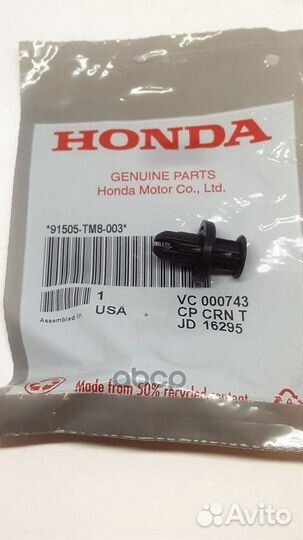 HONDA
GENUINE PARTS
Honda Motor Co., Ltd.
*91505-TM8-003*
1
USA
Assembled in
VC 000743
CP CRN T
JD 16295
Made from 50% recycled content
Avito